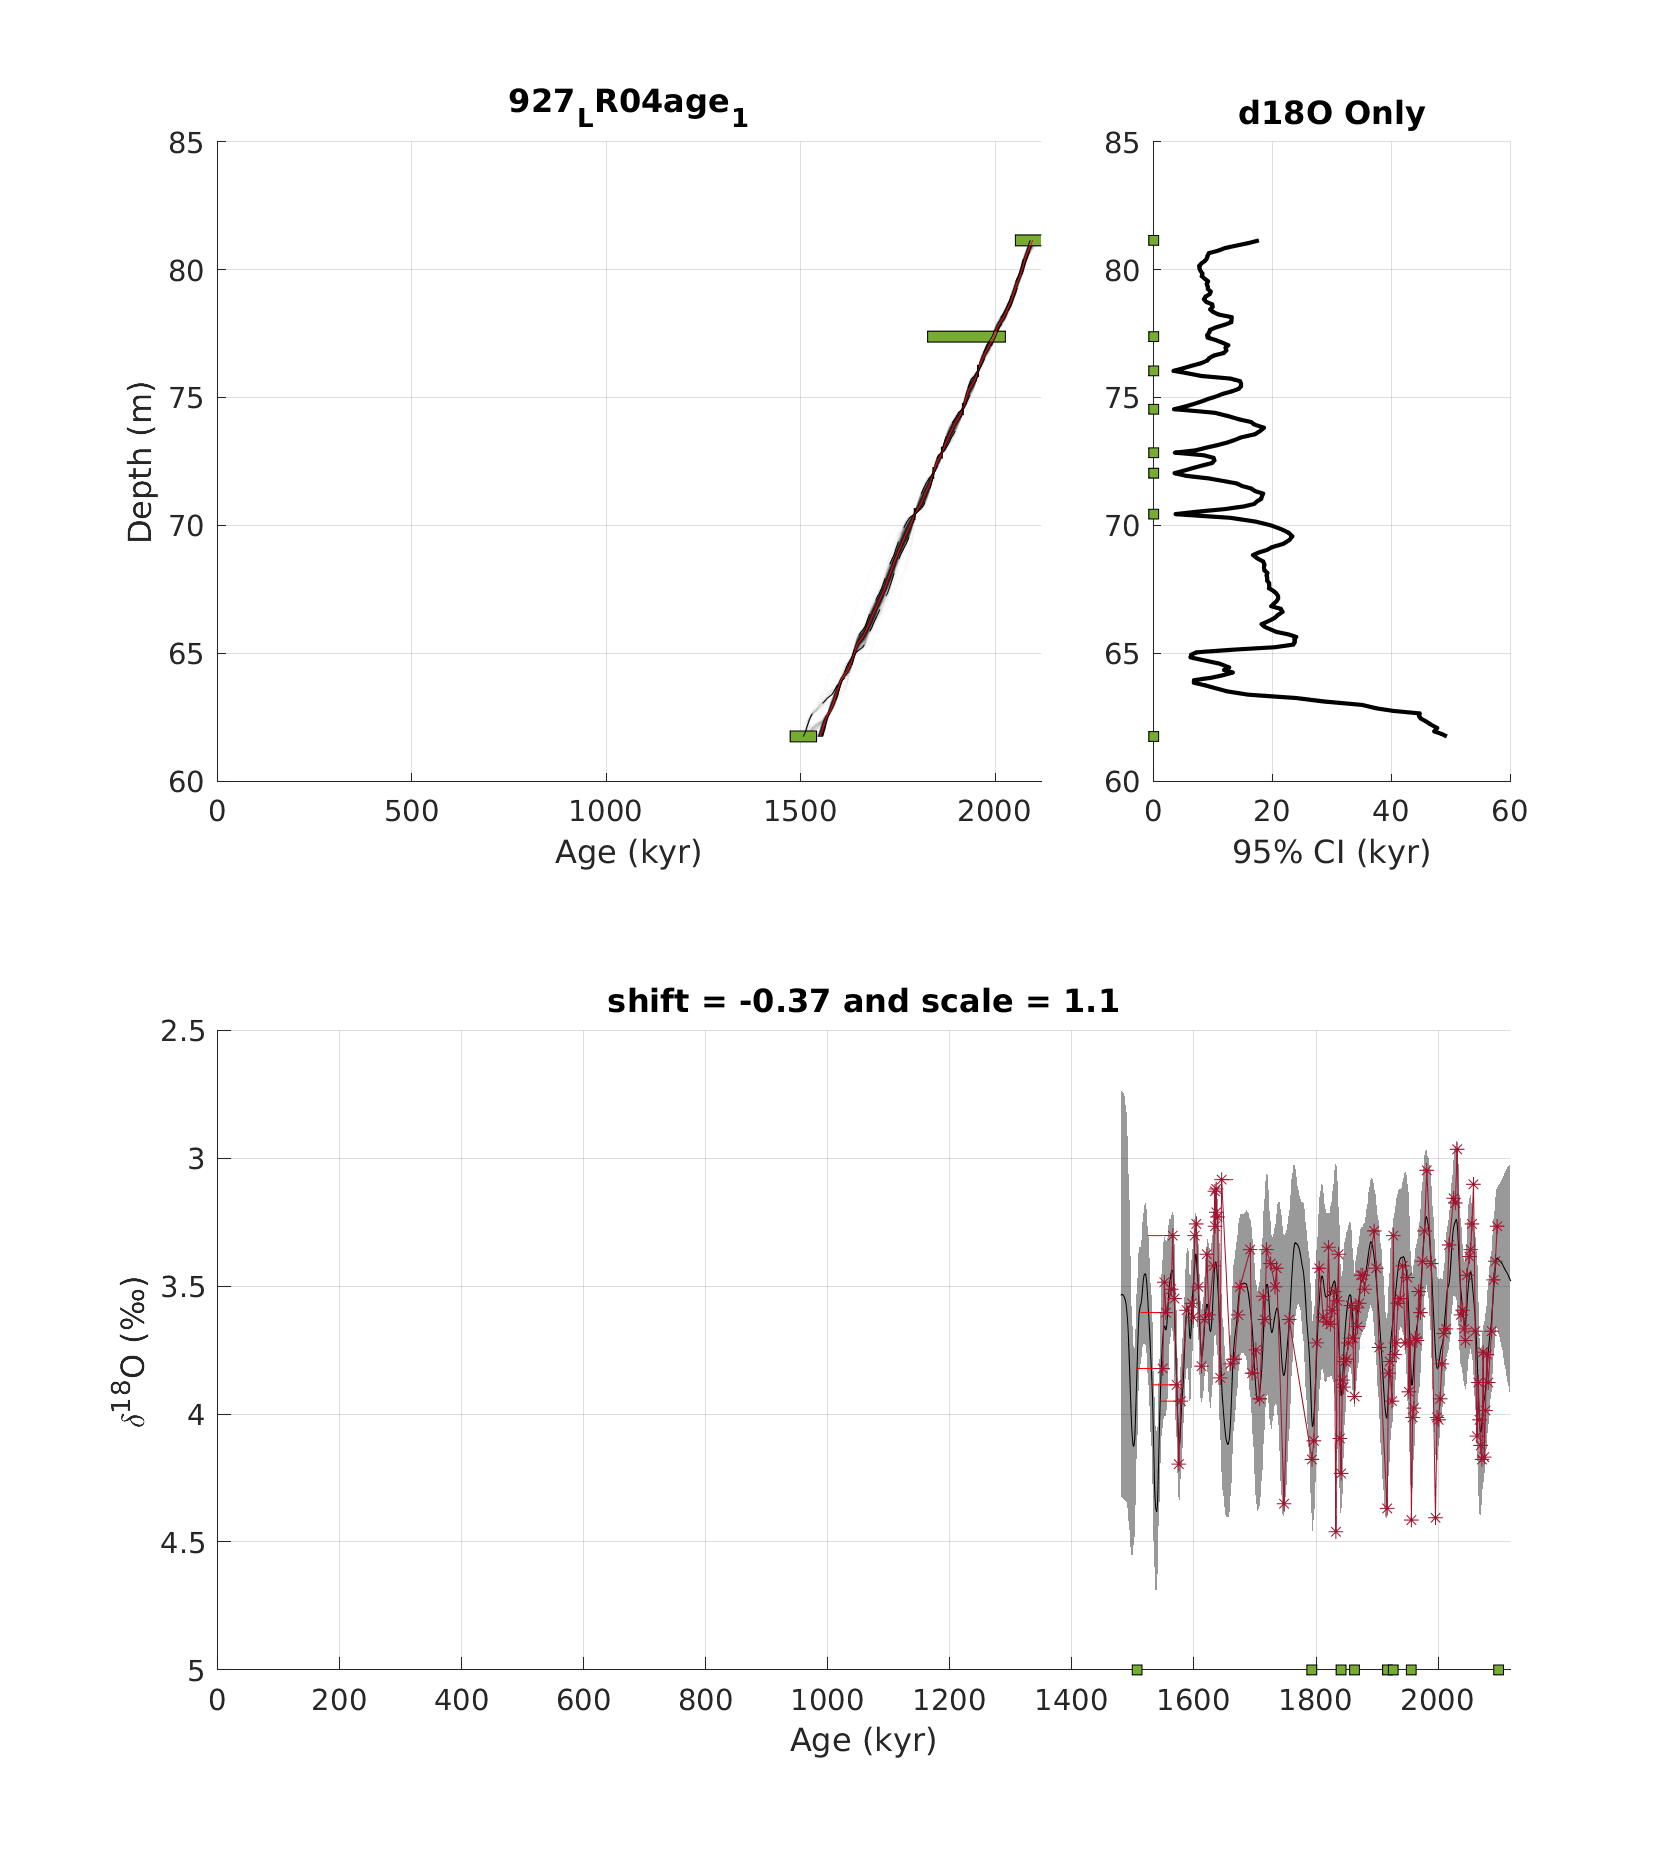 927_LR04age_1
d18O Only
85
80
75
70
65
60
Depth (m)
0 500 1000 1500 2000
Age (kyr)
85
80
75
70
65
60
0 20 40 60
95% CI (kyr)
shift = -0.37 and scale = 1.1
2.5
3
3.5
4
4.5
5
δ18O (‰)
0 200 400 600 800 1000 1200 1400 1600 1800 2000
Age (kyr)